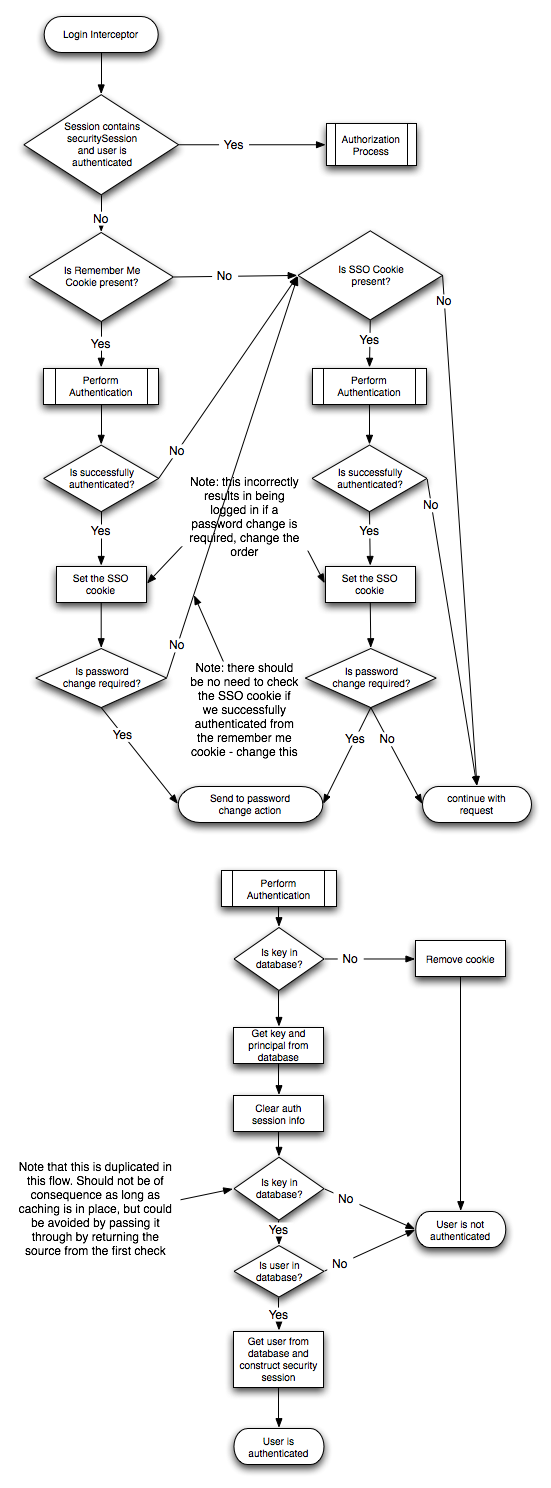 Login Interceptor
Session contains
securitySession
and user is
authenticated
Yes
Authorization
Process
No
Is Remember Me
Cookie present?
No
Is SSO Cookie
present?
No
Yes
Yes
Perform
Authentication
Perform
Authentication
Is successfully
authenticated?
No
Is successfully
authenticated?
No
Note: this incorrectly
results in being
logged in if a
password change is
required, change the
order
Yes
Yes
Set the SSO
cookie
Set the SSO
cookie
No
Is password
change required?
Is password
change required?
Note: there should
be no need to check
the SSO cookie if
we successfully
authenticated from
the remember me
cookie - change this
Yes
Yes
No
Send to password
change action
continue with
request
Perform
Authentication
Is key in
database?
No
Remove cookie
Get key and
principal from
database
Clear auth
session info
Note that this is duplicated in
this flow. Should not be of
consequence as long as
caching is in place, but could
be avoided by passing it
through by returning the
source from the first check
Is key in
database?
No
User is not
authenticated
Yes
Is user in
database?
No
Yes
Get user from
database and
construct security
session
User is
authenticated